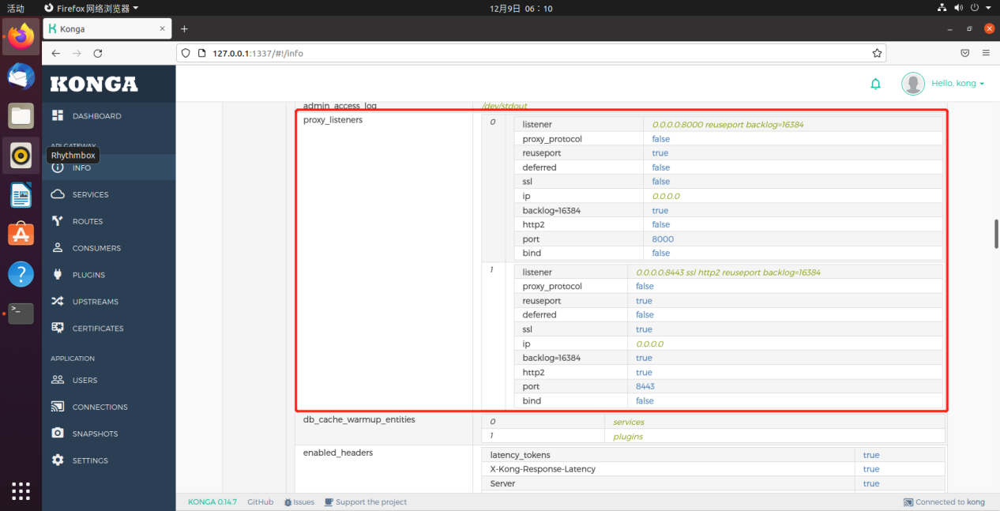 活动
Firefox 网络浏览器
12月9日 06：10
Konga
127.0.0.1:1337/#!/info
KONGA
Hello, kong
DASHBOARD
API GATEWAY
Rhythmbox
INFO
SERVICES
ROUTES
CONSUMERS
PLUGINS
UPSTREAMS
CERTIFICATES
APPLICATION
USERS
CONNECTIONS
SNAPSHOTS
SETTINGS
admin_access_log /dev/stdout
proxy_listeners
0
listener 0.0.0.0:8000 reuseport backlog=16384
proxy_protocol false
reuseport true
deferred false
ssl false
ip 0.0.0.0
backlog=16384 true
http2 false
port 8000
bind false
1
listener 0.0.0.0:8443 ssl http2 reuseport backlog=16384
proxy_protocol false
reuseport true
deferred false
ssl true
ip 0.0.0.0
backlog=16384 true
http2 true
port 8443
bind false
db_cache_warmup_entities
0 services
1 plugins
enabled_headers
latency_tokens true
X-Kong-Response-Latency true
Server true
KONGA 0.14.7 GitHub Issues Support the project Connected to kong